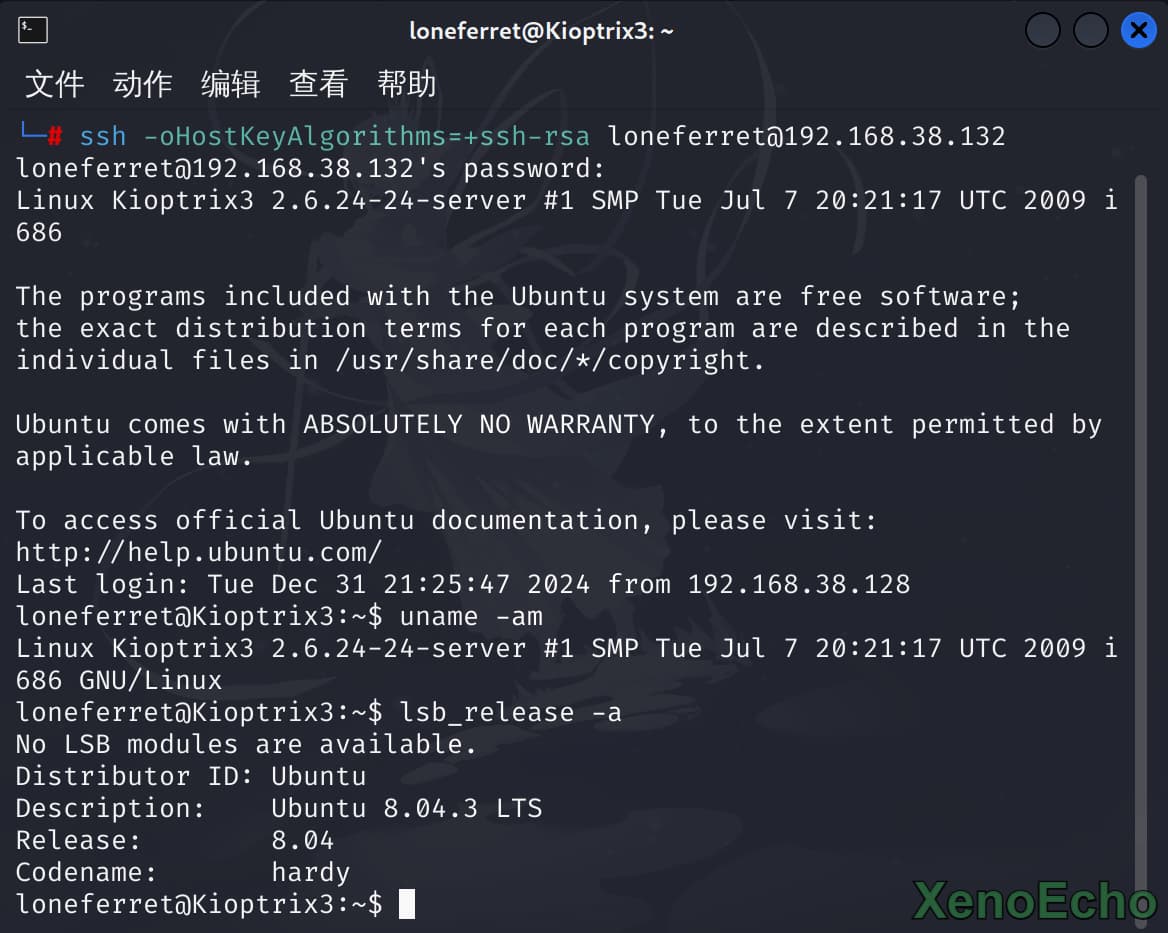 loneferret@Kioptrix3: ~
文件 动作 编辑 查看 帮助
└─# ssh -oHostKeyAlgorithms=+ssh-rsa loneferret@192.168.38.132
loneferret@192.168.38.132's password:
Linux Kioptrix3 2.6.24-24-server #1 SMP Tue Jul 7 20:21:17 UTC 2009 i
686
The programs included with the Ubuntu system are free software;
the exact distribution terms for each program are described in the
individual files in /usr/share/doc/*/copyright.
Ubuntu comes with ABSOLUTELY NO WARRANTY, to the extent permitted by
applicable law.
To access official Ubuntu documentation, please visit:
http://help.ubuntu.com/
Last login: Tue Dec 31 21:25:47 2024 from 192.168.38.128
loneferret@Kioptrix3:~$ uname -am
Linux Kioptrix3 2.6.24-24-server #1 SMP Tue Jul 7 20:21:17 UTC 2009 i
686 GNU/Linux
loneferret@Kioptrix3:~$ lsb_release -a
No LSB modules are available.
Distributor ID: Ubuntu
Description:    Ubuntu 8.04.3 LTS
Release:        8.04
Codename:       hardy
loneferret@Kioptrix3:~$
XenoEcho